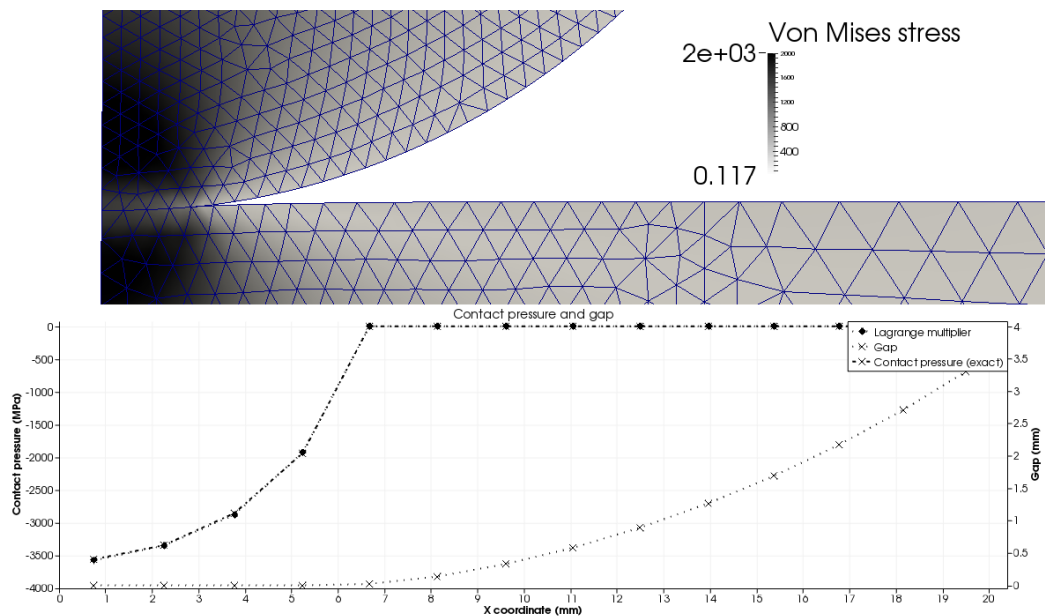 Von Mises stress
2e+03
2000
1600
1200
800
400
0.117
Contact pressure and gap
Lagrange multiplier
Gap
Contact pressure (exact)
Contact pressure (MPa)
0
-500
-1000
-1500
-2000
-2500
-3000
-3500
-4000
Gap (mm)
4
3.5
3
2.5
2
1.5
1
0.5
0
0 1 2 3 4 5 6 7 8 9 10 11 12 13 14 15 16 17 18 19 20
X coordinate (mm)